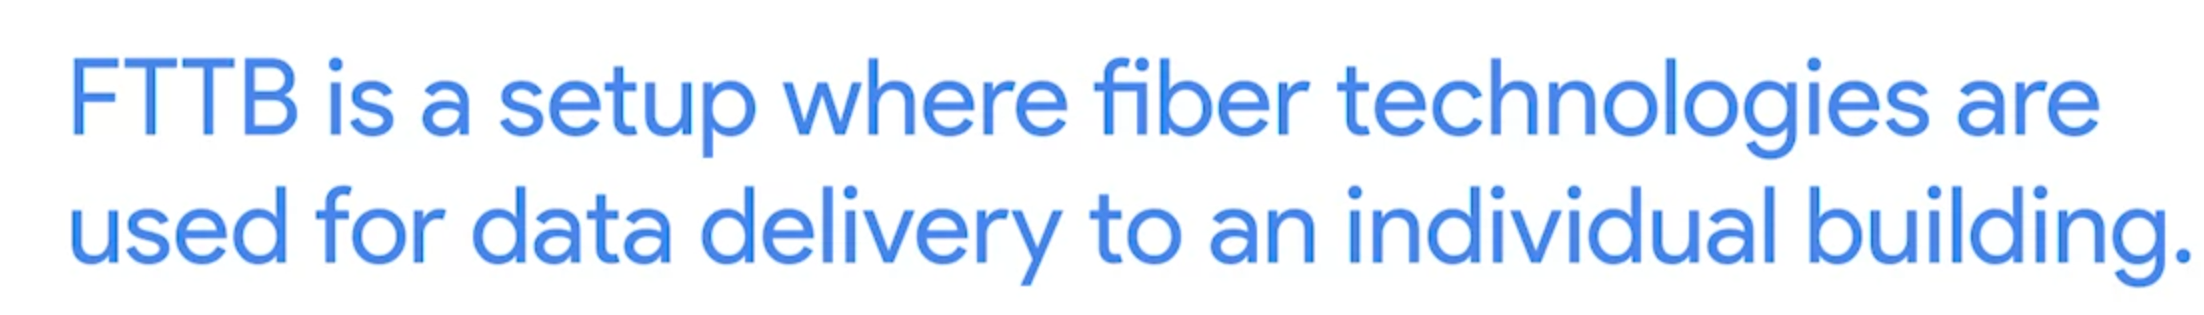 FTTB is a setup where fiber technologies are
used for data delivery to an individual building.